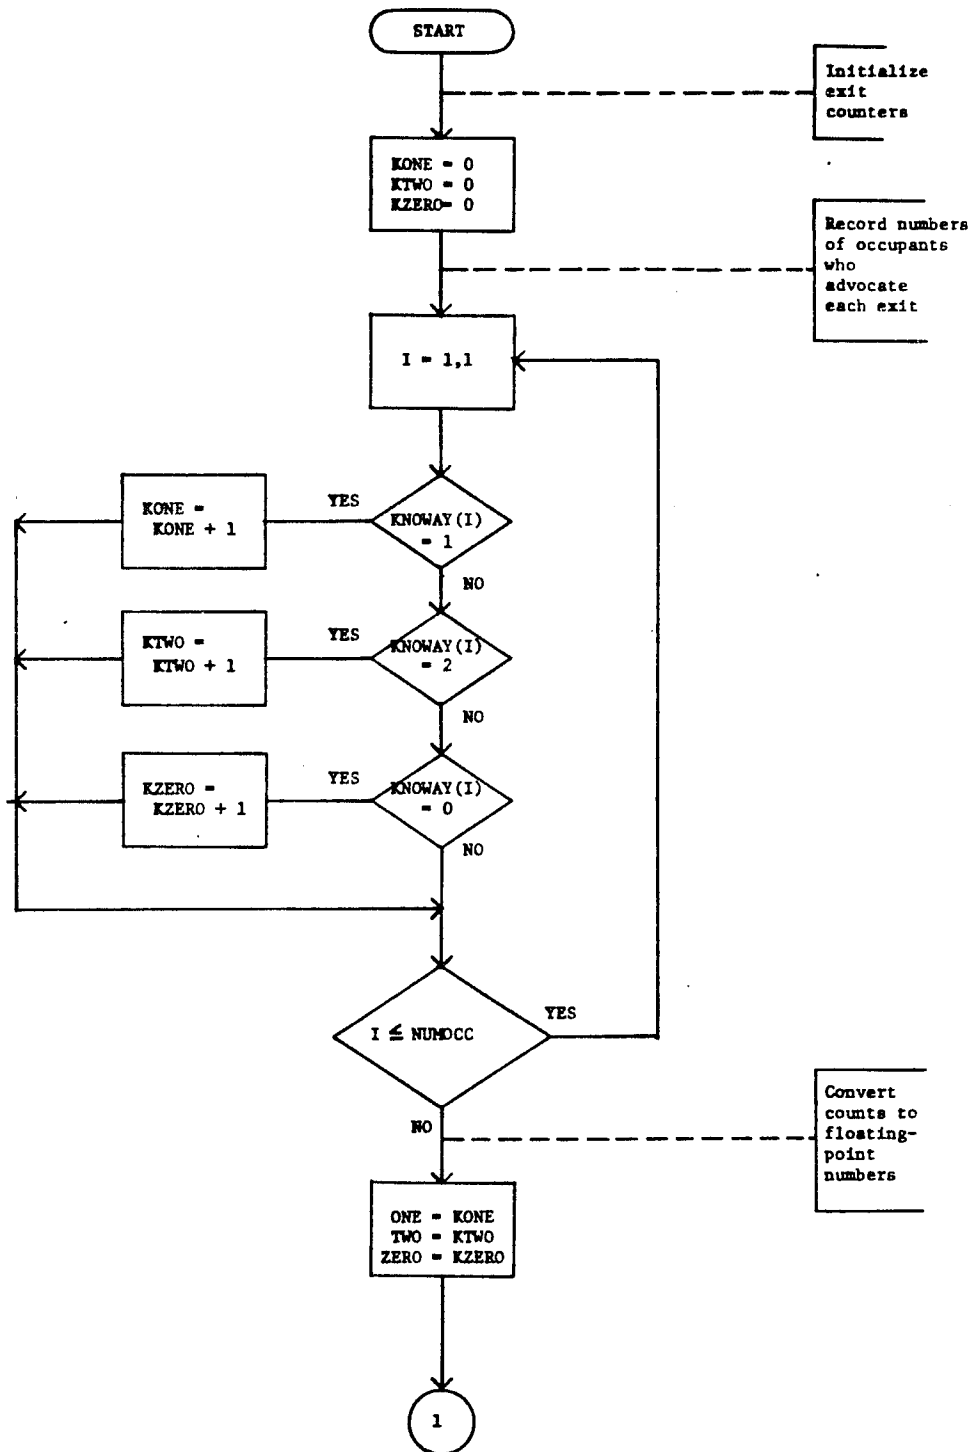 START
Initialize
exit
counters
KONE = 0
KTWO = 0
KZERO= 0
Record numbers
of occupants
who
advocate
each exit
I = 1,1
KONE =
KONE + 1
YES
KNOWAY(I)
= 1
NO
KTWO =
KTWO + 1
YES
KNOWAY(I)
= 2
NO
KZERO =
KZERO + 1
YES
KNOWAY(I)
= 0
NO
I ≦ NUMOCC
YES
NO
Convert
counts to
floating-
point
numbers
ONE = KONE
TWO = KTWO
ZERO = KZERO
1